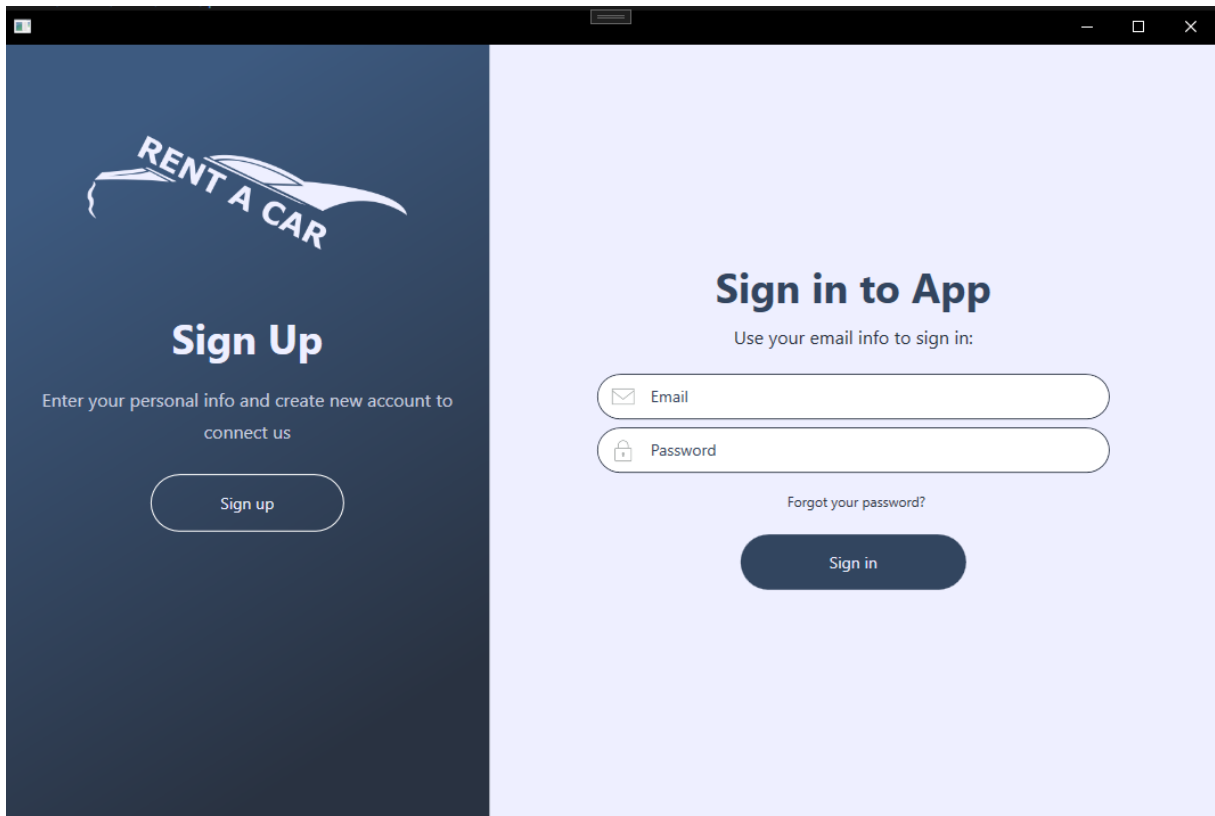 RENT A CAR
Sign Up
Enter your personal info and create new account to
connect us
Sign up
Sign in to App
Use your email info to sign in:
Email
Password
Forgot your password?
Sign in